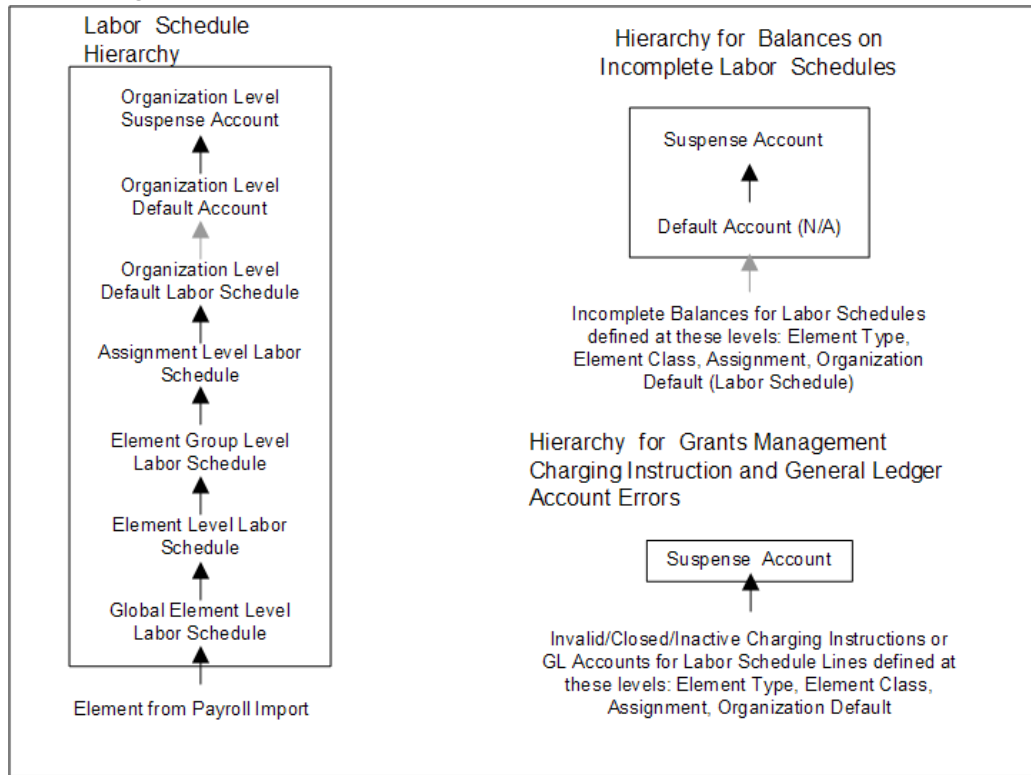 Labor Schedule
Hierarchy
Organization Level
Suspense Account
Organization Level
Default Account
Organization Level
Default Labor Schedule
Assignment Level Labor
Schedule
Element Group Level
Labor Schedule
Element Level Labor
Schedule
Global Element Level
Labor Schedule
Element from Payroll Import
Hierarchy for Balances on
Incomplete Labor Schedules
Suspense Account
Default Account (N/A)
Incomplete Balances for Labor Schedules
defined at these levels: Element Type,
Element Class, Assignment, Organization
Default (Labor Schedule)
Hierarchy for Grants Management
Charging Instruction and General Ledger
Account Errors
Suspense Account
Invalid/Closed/Inactive Charging Instructions or
GL Accounts for Labor Schedule Lines defined at
these levels: Element Type, Element Class,
Assignment, Organization Default